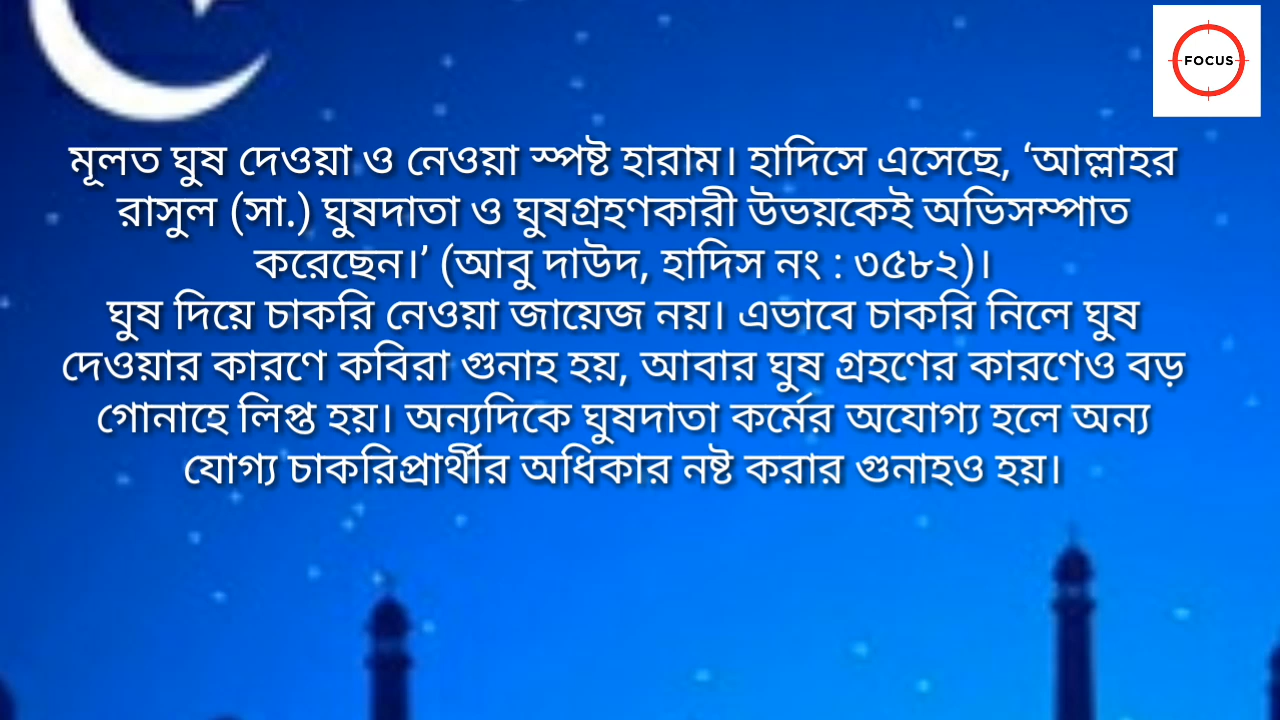 FOCUS
মূলত ঘুষ দেওয়া ও নেওয়া স্পষ্ট হারাম। হাদিসে এসেছে, ‘আল্লাহর
রাসুল (সা.) ঘুষদাতা ও ঘুষগ্রহণকারী উভয়কেই অভিসম্পাত
করেছেন।’ (আবু দাউদ, হাদিস নং : ৩৫৮২)।
ঘুষ দিয়ে চাকরি নেওয়া জায়েজ নয়। এভাবে চাকরি নিলে ঘুষ
দেওয়ার কারণে কবিরা গুনাহ হয়, আবার ঘুষ গ্রহণের কারণেও বড়
গোনাহে লিপ্ত হয়। অন্যদিকে ঘুষদাতা কর্মের অযোগ্য হলে অন্য
যোগ্য চাকরিপ্রার্থীর অধিকার নষ্ট করার গুনাহও হয়।